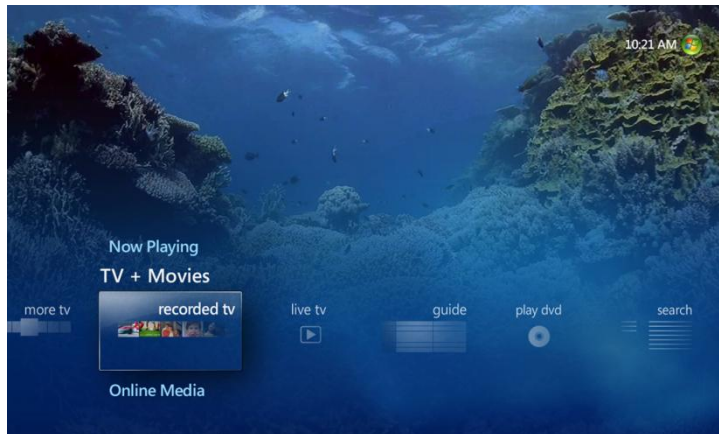 10:21 AM
Now Playing
TV + Movies
more tv
recorded tv
live tv
guide
play dvd
search
Online Media